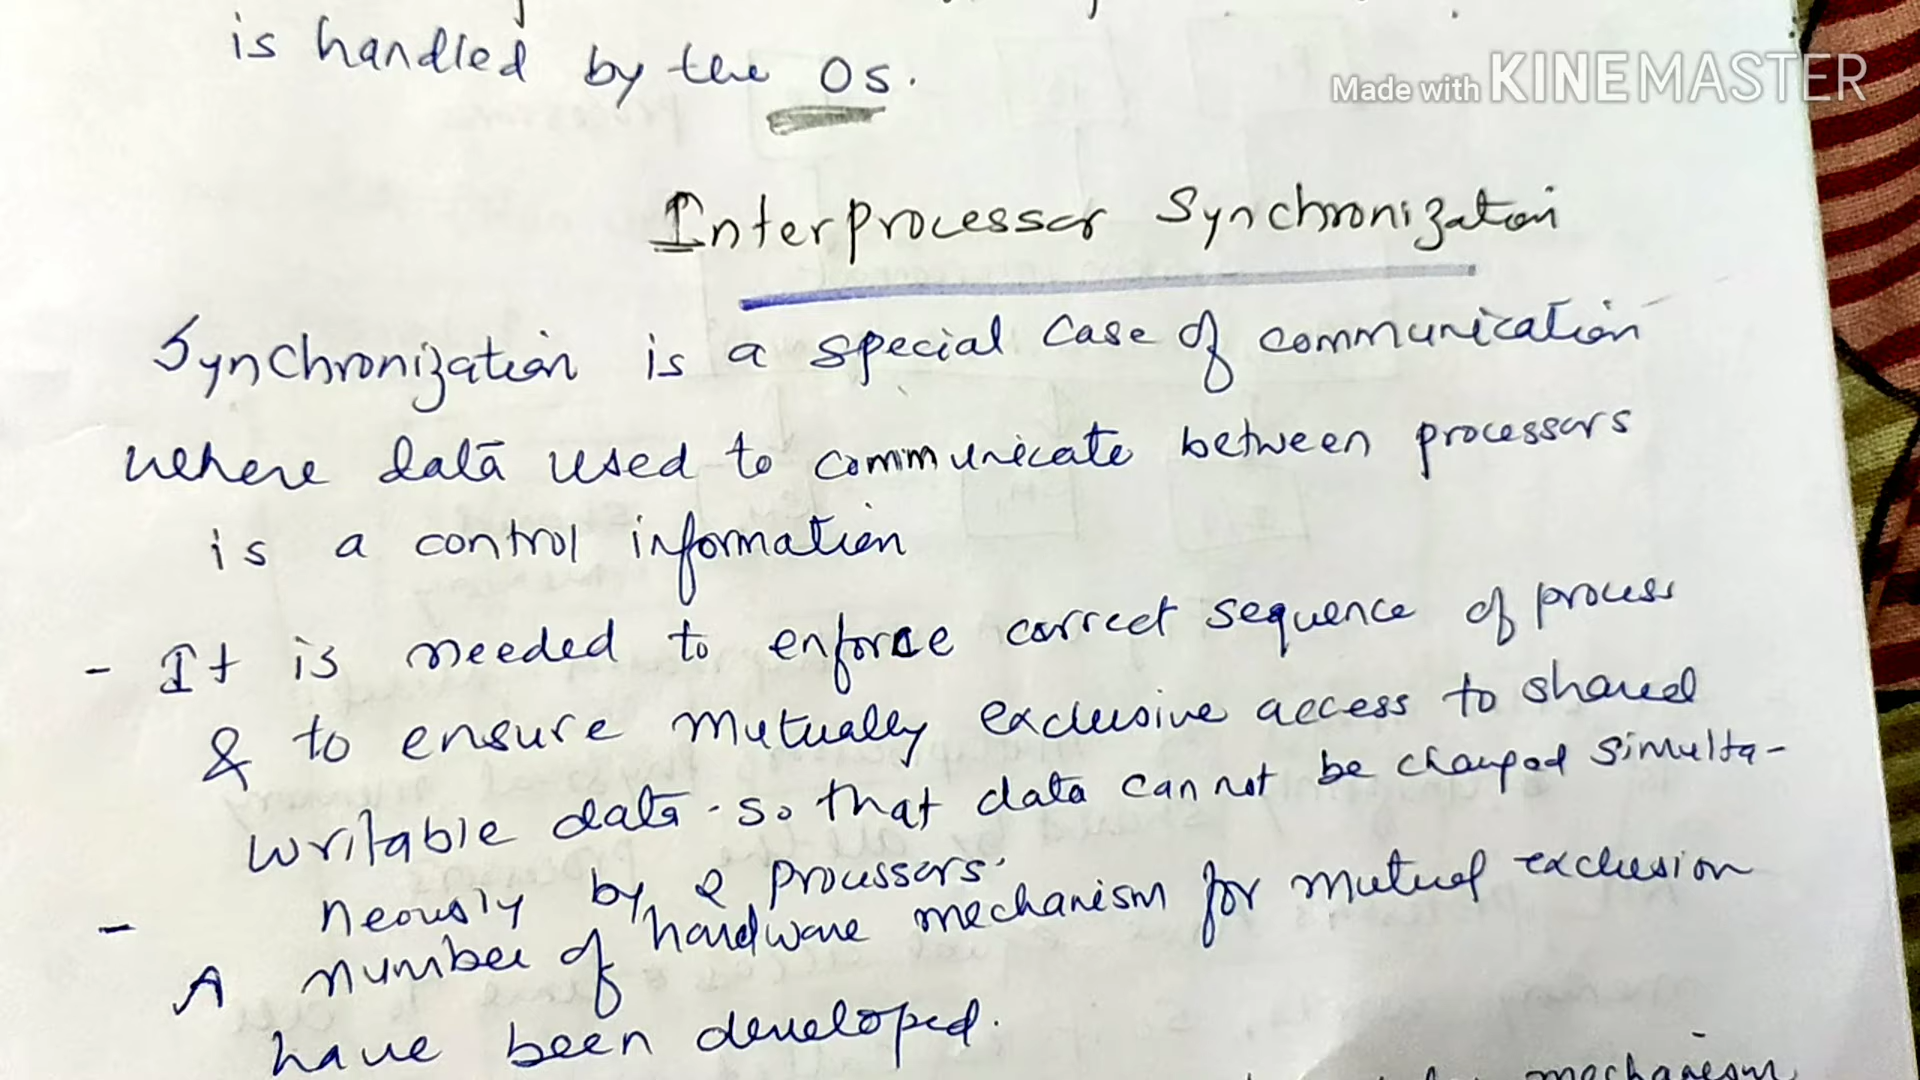 is handled by the OS.
Made with KINEMASTER
Interprocessor Synchronization
Synchronization is a special case of communication
where data used to communicate between processors
is a control information
- It is needed to enforce correct sequence of process
& to ensure mutually exclusive access to shared
writable data. So that data can not be changed simulta-
neously by 2 processors.
- A number of hardware mechanism for mutual exclusion
have been developed.
mechanism